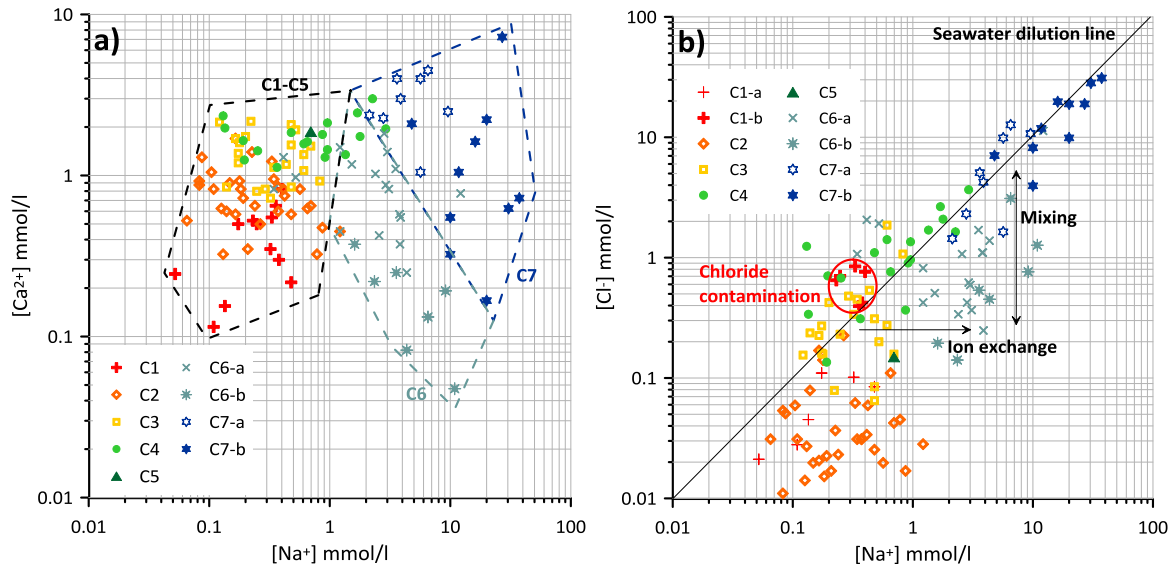 a)
10
1
0.1
0.01
[Ca²⁺] mmol/l
C1-C5
C7
C6
C1
C2
C3
C4
C5
C6-a
C6-b
C7-a
C7-b
0.01
0.1
1
10
100
[Na⁺] mmol/l
b)
100
10
1
0.1
0.01
[Cl-] mmol/l
Seawater dilution line
C1-a
C1-b
C2
C3
C4
C5
C6-a
C6-b
C7-a
C7-b
Mixing
Chloride
contamination
Ion exchange
0.01
0.1
1
10
100
[Na⁺] mmol/l